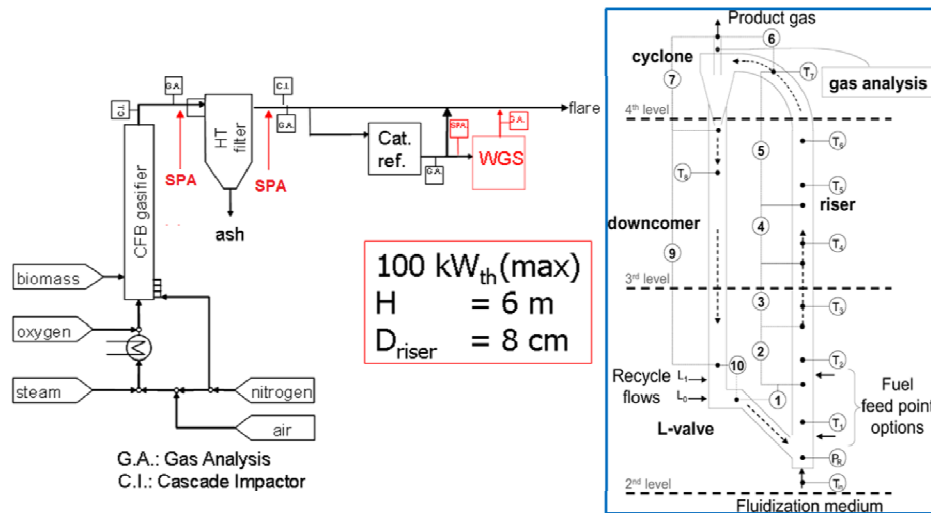 G.A.
C.I.
C.I.
G.A.
HT
filter
flare
SPA
SPA
Cat.
ref.
G.A.
SPA
G.A.
WGS
CFB gasifier
ash
biomass
oxygen
steam
nitrogen
air
G.A.: Gas Analysis
C.I.: Cascade Impactor
100 kWth(max)
H = 6 m
Driser = 8 cm
Product gas
6
cyclone
7
T7
gas analysis
4th level
5
T6
T8
T5
riser
downcomer
4
T4
9
3rd level
3
T3
2
T2
10
Recycle
flows
L1
L0
1
Fuel
feed point
options
L-valve
T1
PR
2nd level
Tin
Fluidization medium